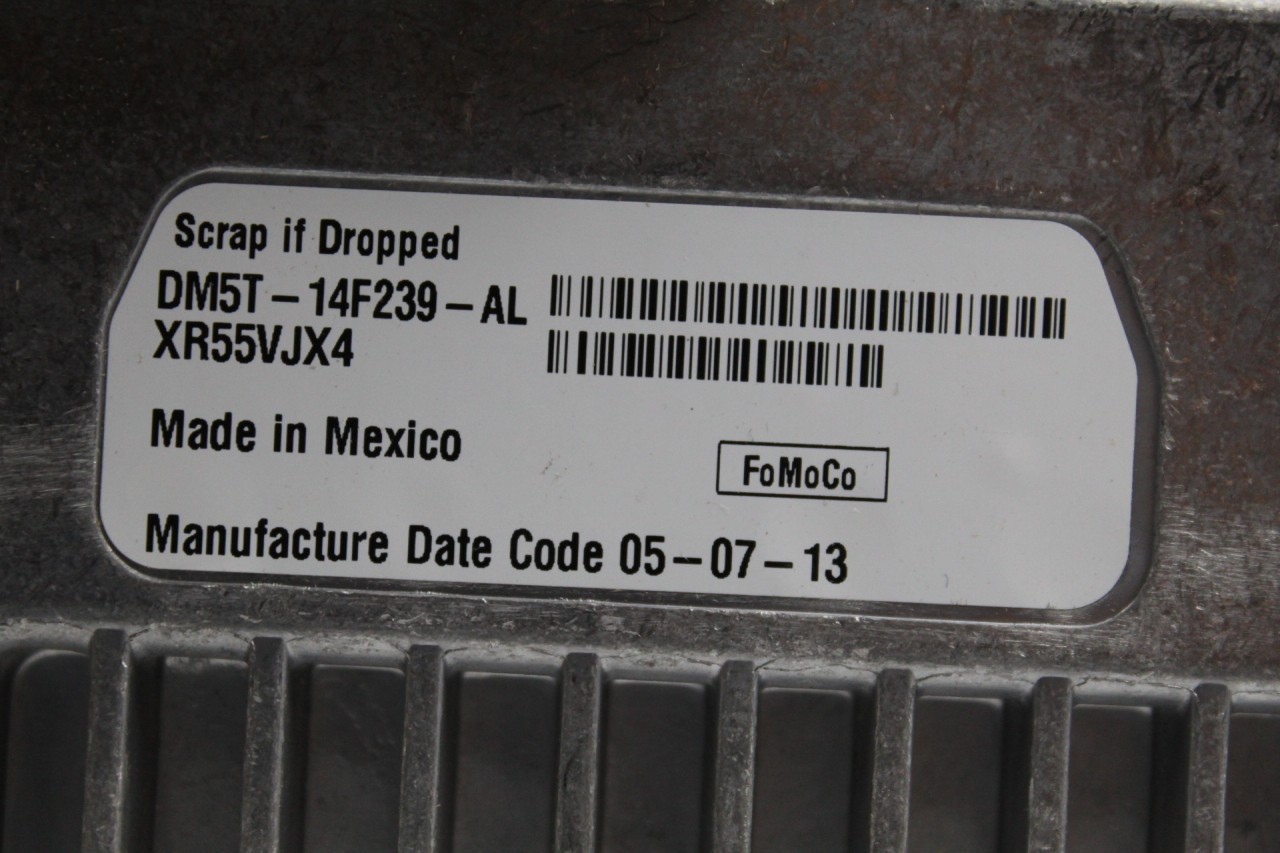 Scrap if Dropped
DM5T-14F239-AL
XR55VJX4
Made in Mexico
FoMoCo
Manufacture Date Code 05-07-13